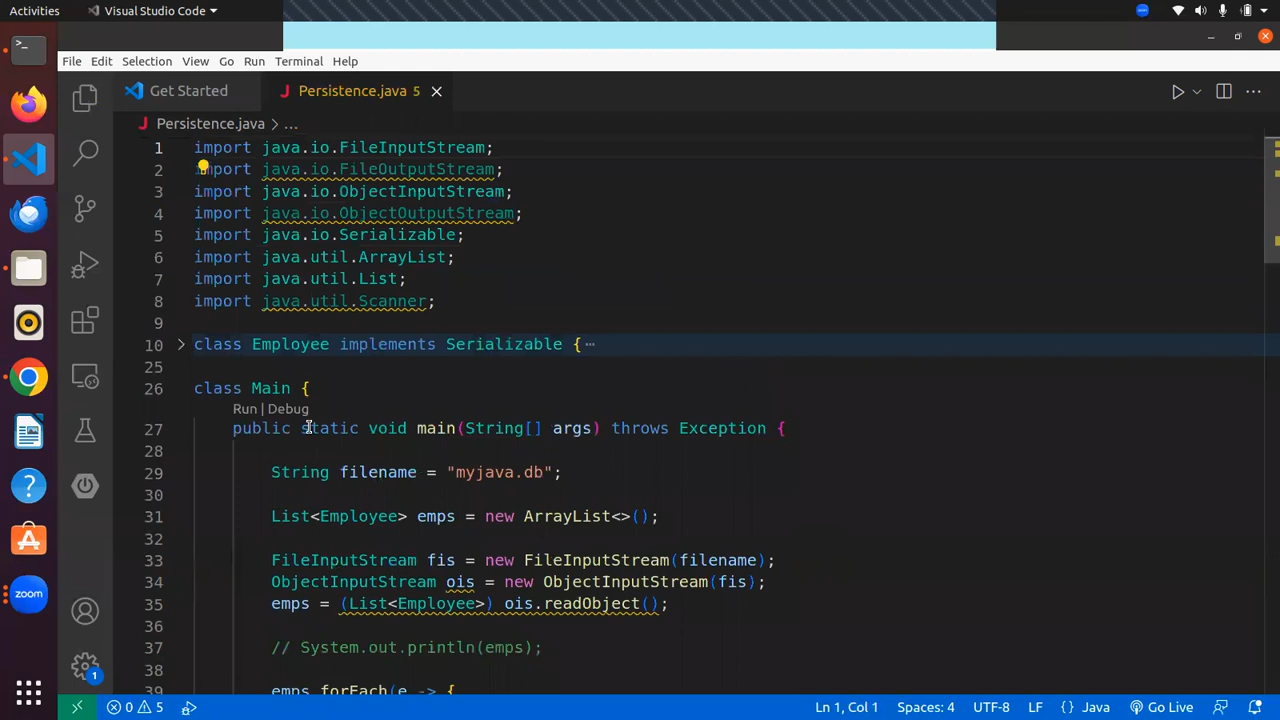 Activities
Visual Studio Code
File Edit Selection View Go Run Terminal Help
Get Started
Persistence.java 5
Persistence.java > ...
1 import java.io.FileInputStream;
2 import java.io.FileOutputStream;
3 import java.io.ObjectInputStream;
4 import java.io.ObjectOutputStream;
5 import java.io.Serializable;
6 import java.util.ArrayList;
7 import java.util.List;
8 import java.util.Scanner;
9
10 class Employee implements Serializable { ⋯
25
26 class Main {
Run | Debug
27 public static void main(String[] args) throws Exception {
28
29 String filename = "myjava.db";
30
31 List<Employee> emps = new ArrayList<>();
32
33 FileInputStream fis = new FileInputStream(filename);
34 ObjectInputStream ois = new ObjectInputStream(fis);
35 emps = (List<Employee>) ois.readObject();
36
37 // System.out.println(emps);
38
39 emps.forEach(e -> {
zoom
1
0 5
Ln 1, Col 1 Spaces: 4 UTF-8 LF {} Java Go Live